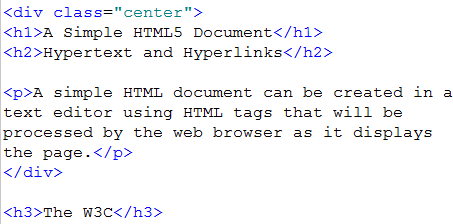 <div class="center">
<h1>A Simple HTML5 Document</h1>
<h2>Hypertext and Hyperlinks</h2>

<p>A simple HTML document can be created in a
text editor using HTML tags that will be
processed by the web browser as it displays
the page.</p>
</div>

<h3>The W3C</h3>